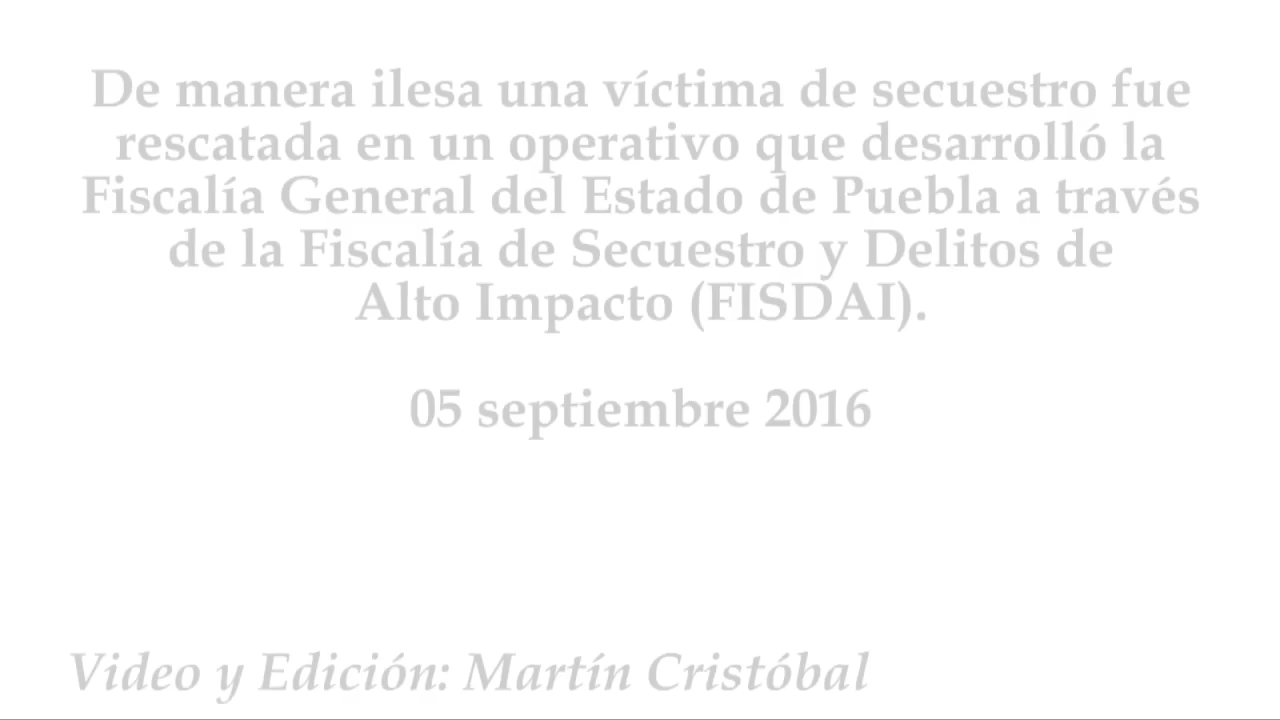 De manera ilesa una víctima de secuestro fue
rescatada en un operativo que desarrolló la
Fiscalía General del Estado de Puebla a través
de la Fiscalía de Secuestro y Delitos de
Alto Impacto (FISDAI).
05 septiembre 2016
Video y Edición: Martín Cristóbal